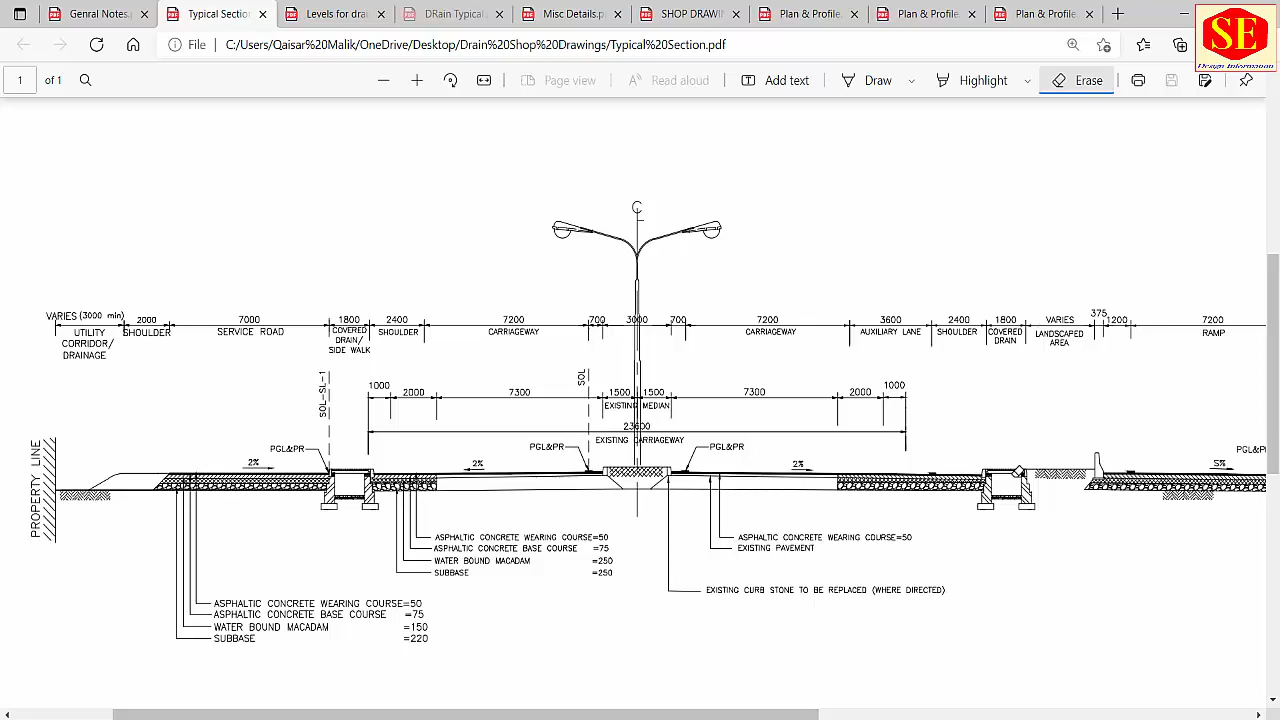 Genral Notes.p
Typical Section
Levels for drai
DRain Typical
Misc Details.p
SHOP DRAWIN
Plan & Profile.
Plan & Profile.
Plan & Profile.
File
C:/Users/Qaisar%20Malik/OneDrive/Desktop/Drain%20Shop%20Drawings/Typical%20Section.pdf
SE
Design Information
1 of 1
Page view
Read aloud
Add text
Draw
Highlight
Erase
CL
VARIES (3000 min) 2000 7000 1800 2400 7200 700 3000 700 7200 3600 2400 1800 VARIES 375 1200 7200
UTILITY CORRIDOR/ DRAINAGE
SHOULDER
SERVICE ROAD
COVERED DRAIN/ SIDE WALK
SHOULDER
CARRIAGEWAY
CARRIAGEWAY
AUXILIARY LANE
SHOULDER
COVERED DRAIN
LANDSCAPED AREA
RAMP
SOL-SL-1
SOL
1000 2000 7300 1500 1500 7300 2000 1000
EXISTING MEDIAN
23600
EXISTING CARRIAGEWAY
PROPERTY LINE
PGL&PR
PGL&PR
PGL&PR
2% 2% 2% 5%
ASPHALTIC CONCRETE WEARING COURSE=50
ASPHALTIC CONCRETE BASE COURSE =75
WATER BOUND MACADAM =250
SUBBASE =250
ASPHALTIC CONCRETE WEARING COURSE=50
EXISTING PAVEMENT
EXISTING CURB STONE TO BE REPLACED (WHERE DIRECTED)
ASPHALTIC CONCRETE WEARING COURSE=50
ASPHALTIC CONCRETE BASE COURSE =75
WATER BOUND MACADAM =150
SUBBASE =220